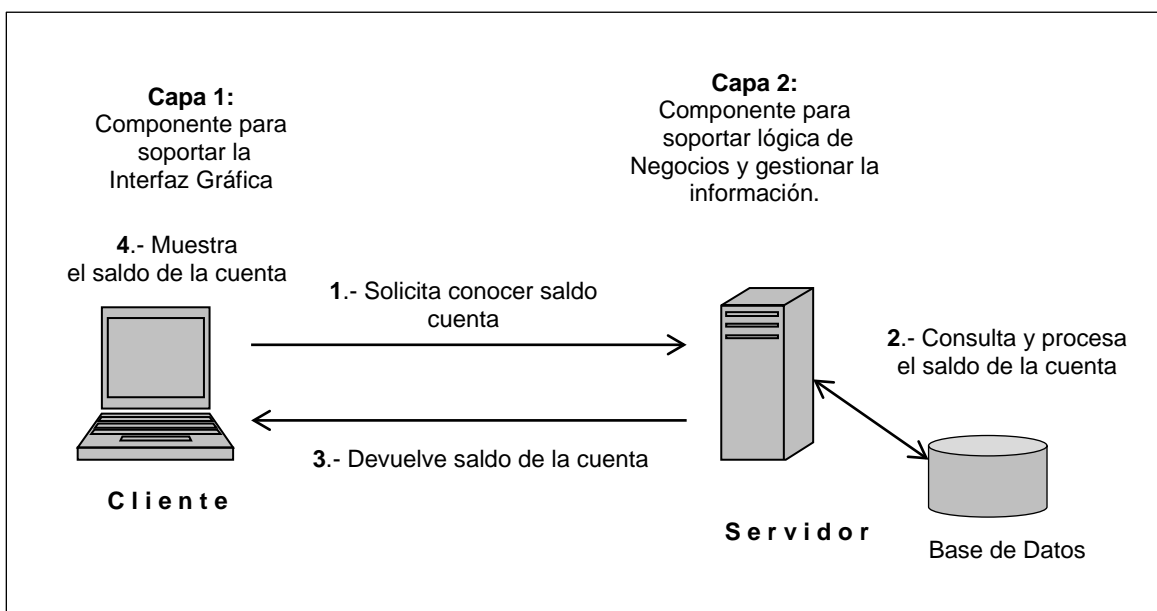 Capa 1:
Componente para
soportar la
Interfaz Gráfica
Capa 2:
Componente para
soportar lógica de
Negocios y gestionar la
información.
4.- Muestra
el saldo de la cuenta
1.- Solicita conocer saldo
cuenta
2.- Consulta y procesa
el saldo de la cuenta
3.- Devuelve saldo de la cuenta
Cliente
Servidor
Base de Datos